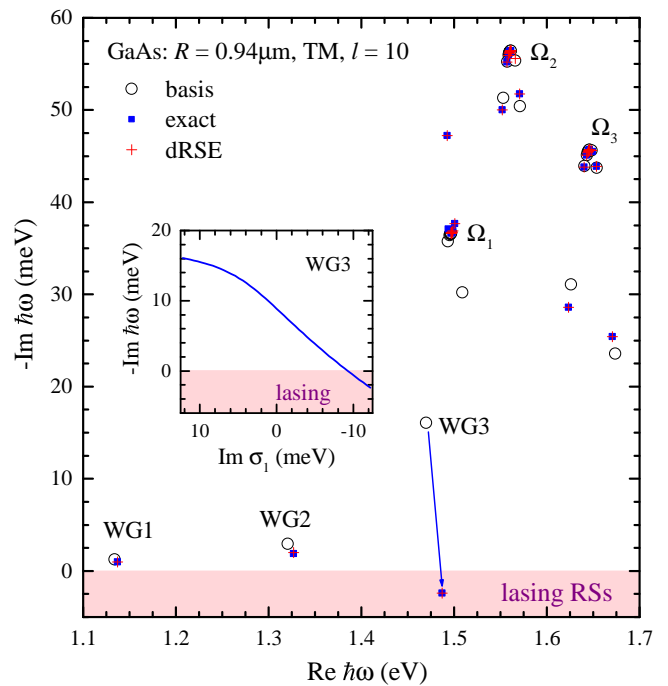 GaAs: R = 0.94μm, TM, l = 10
basis
exact
dRSE
Ω₂
Ω₃
Ω₁
WG3
WG1
WG2
lasing RSs
60
50
40
30
20
10
0
1.1
1.2
1.3
1.4
1.5
1.6
1.7
-Im ħω (meV)
Re ħω (eV)
WG3
lasing
20
10
0
10
0
-10
-Im ħω (meV)
Im σ₁ (meV)